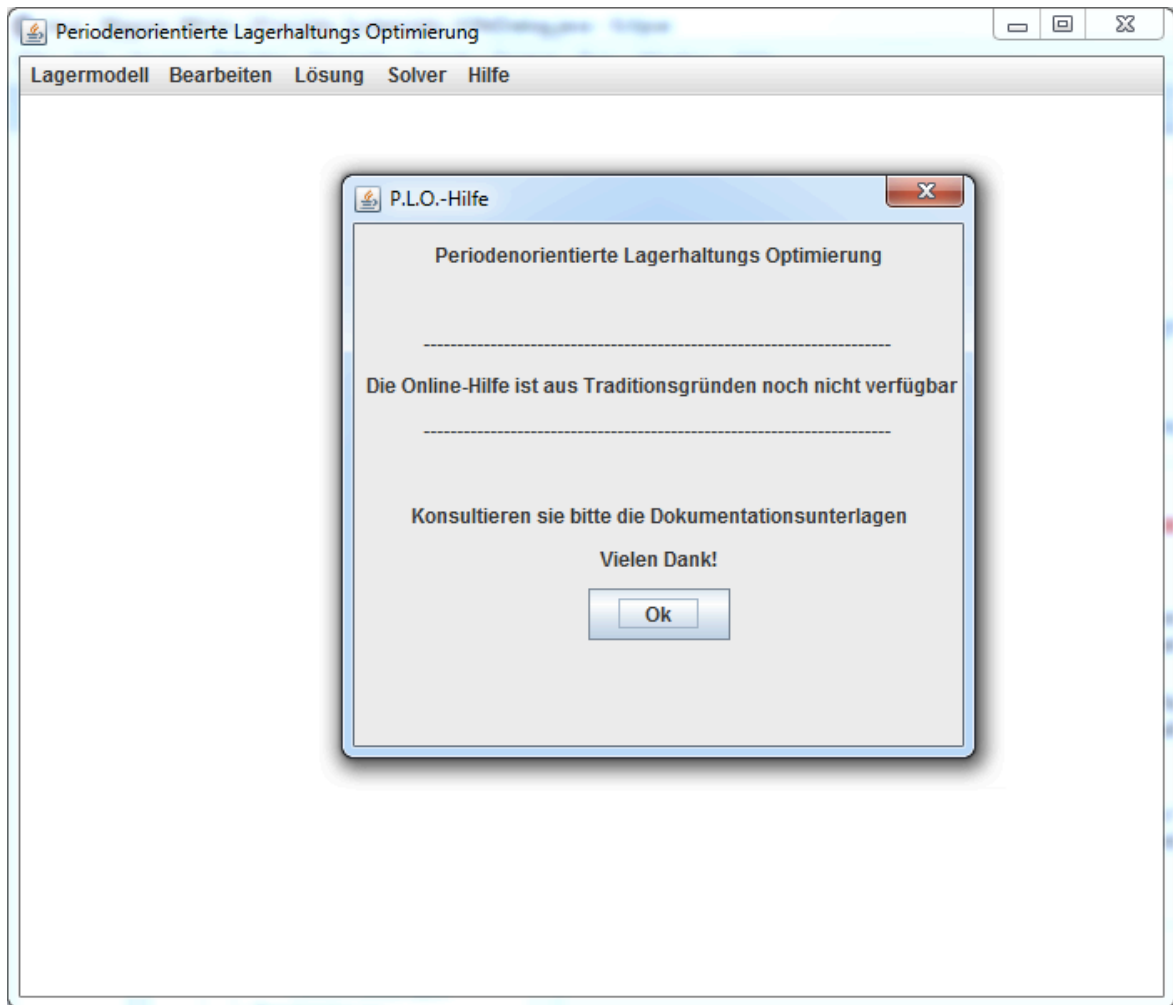 Periodenorientierte Lagerhaltungs Optimierung
Lagermodell Bearbeiten Lösung Solver Hilfe
P.L.O.-Hilfe
Periodenorientierte Lagerhaltungs Optimierung
----------------------------------------------------------------------
Die Online-Hilfe ist aus Traditionsgründen noch nicht verfügbar
----------------------------------------------------------------------
Konsultieren sie bitte die Dokumentationsunterlagen
Vielen Dank!
Ok